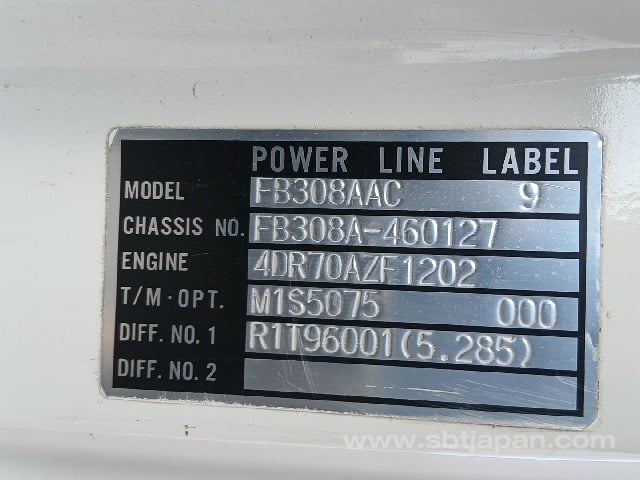 POWER LINE LABEL
MODEL FB308AAC 9
CHASSIS NO. FB308A-460127
ENGINE 4DR70AZF1202
T/M·OPT. M1S5075 000
DIFF. NO. 1 R1T96001(5.285)
DIFF. NO. 2
www.sbtjapan.com